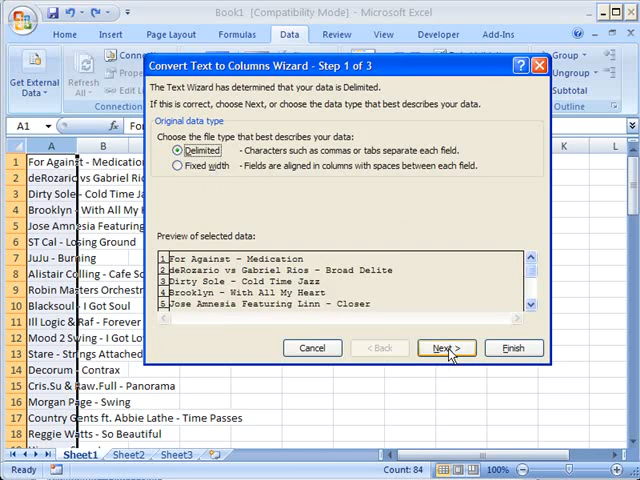 Book1 [Compatibility Mode] - Microsoft Excel
Home Insert Page Layout Formulas Data Review View Developer Add-Ins
Get External Data
Refresh All
Connections
Group
Ungroup
Outline
Convert Text to Columns Wizard - Step 1 of 3
The Text Wizard has determined that your data is Delimited.
If this is correct, choose Next, or choose the data type that best describes your data.
Original data type
Choose the file type that best describes your data:
Delimited - Characters such as commas or tabs separate each field.
Fixed width - Fields are aligned in columns with spaces between each field.
Preview of selected data:
1 For Against - Medication
2 deRozario vs Gabriel Rios - Broad Delite
3 Dirty Sole - Cold Time Jazz
4 Brooklyn - With All My Heart
5 Jose Amnesia Featuring Linn - Closer
Cancel < Back Next > Finish
A1
A B K L
1 For Against - Medication
2 deRozario vs Gabriel Rios
3 Dirty Sole - Cold Time Jaz
4 Brooklyn - With All My H
5 Jose Amnesia Featuring
6 ST Cal - Losing Ground
7 JuJu - Burning
8 Alistair Colling - Cafe So
9 Robin Masters Orchestr
10 Blacksoul - I Got Soul
11 Ill Logic & Raf - Forever
12 Mood 2 Swing - I Got Lo
13 Stare - Strings Attached
14 Decorum - Contrax
15 Cris.Su & Raw.Full - Panorama
16 Morgan Page - Swing
17 Country Gents ft. Abbie Lathe - Time Passes
18 Reggie Watts - So Beautiful
Sheet1 Sheet2 Sheet3
Ready Count: 84 100%